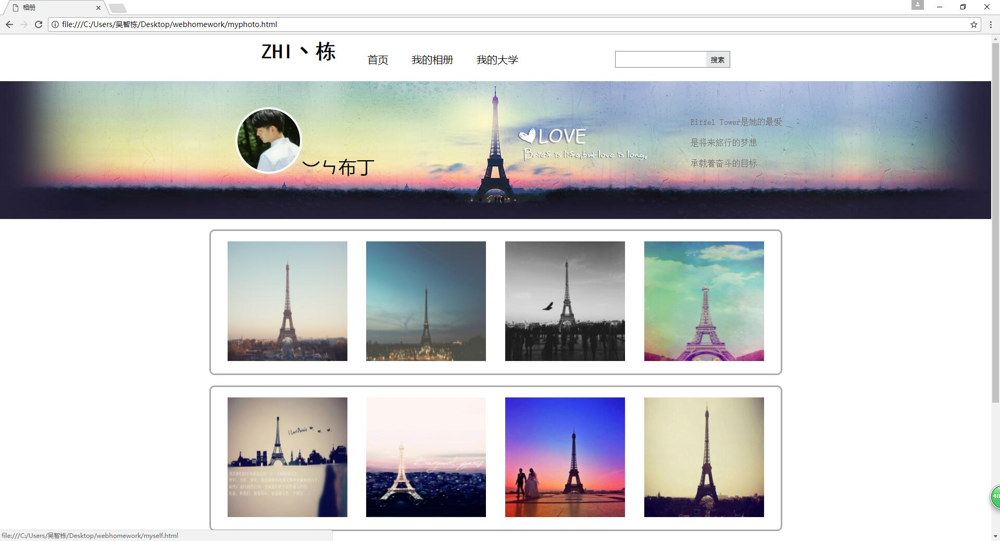 相册
file:///C:/Users/吴智栋/Desktop/webhomework/myphoto.html
ZHI丶栋
首页 我的相册 我的大学
搜索
Eiffel Tower是她的最爱
LOVE
是将来旅行的梦想
Brief is life,but love is long.
承载着奋斗的目标
︶ㄣ布丁
I Love Paris
48
file:///C:/Users/吴智栋/Desktop/webhomework/myself.html